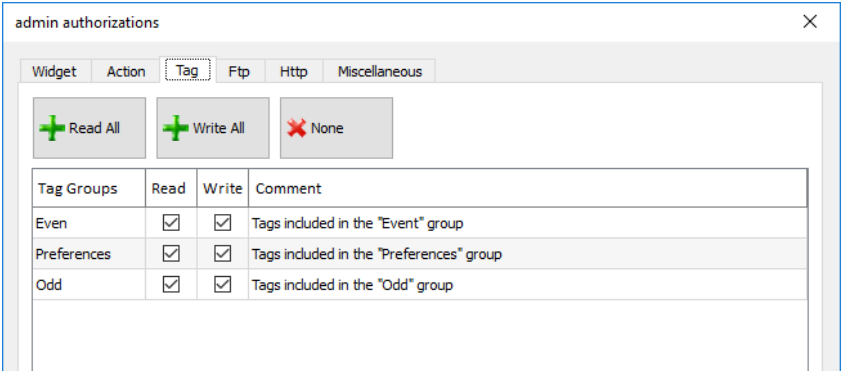 admin authorizations
Widget Action Tag Ftp Http Miscellaneous
Read All Write All None
Tag Groups Read Write Comment
Even Tags included in the "Event" group
Preferences Tags included in the "Preferences" group
Odd Tags included in the "Odd" group